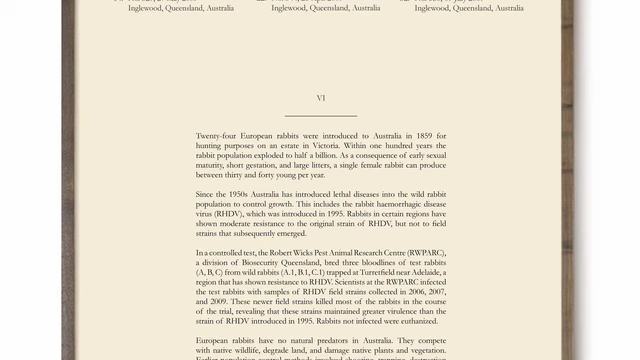 Inglewood, Queensland, Australia Inglewood, Queensland, Australia Inglewood, Queensland, Australia
VI
Twenty-four European rabbits were introduced to Australia in 1859 for
hunting purposes on an estate in Victoria. Within one hundred years the
rabbit population exploded to half a billion. As a consequence of early sexual
maturity, short gestation, and large litters, a single female rabbit can produce
between thirty and forty young per year.
Since the 1950s Australia has introduced lethal diseases into the wild rabbit
population to control growth. This includes the rabbit haemorrhagic disease
virus (RHDV), which was introduced in 1995. Rabbits in certain regions have
shown moderate resistance to the original strain of RHDV, but not to field
strains that subsequently emerged.
In a controlled test, the Robert Wicks Pest Animal Research Centre (RWPARC),
a division of Biosecurity Queensland, bred three bloodlines of test rabbits
(A, B, C) from wild rabbits (A.1, B.1, C.1) trapped at Turretfield near Adelaide, a
region that has shown resistance to RHDV. Scientists at the RWPARC infected
the test rabbits with samples of RHDV field strains collected in 2006, 2007,
and 2009. These newer field strains killed most of the rabbits in the course
of the trial, revealing that these strains maintained greater virulence than the
strain of RHDV introduced in 1995. Rabbits not infected were euthanized.
European rabbits have no natural predators in Australia. They compete
with native wildlife, degrade land, and damage native plants and vegetation.